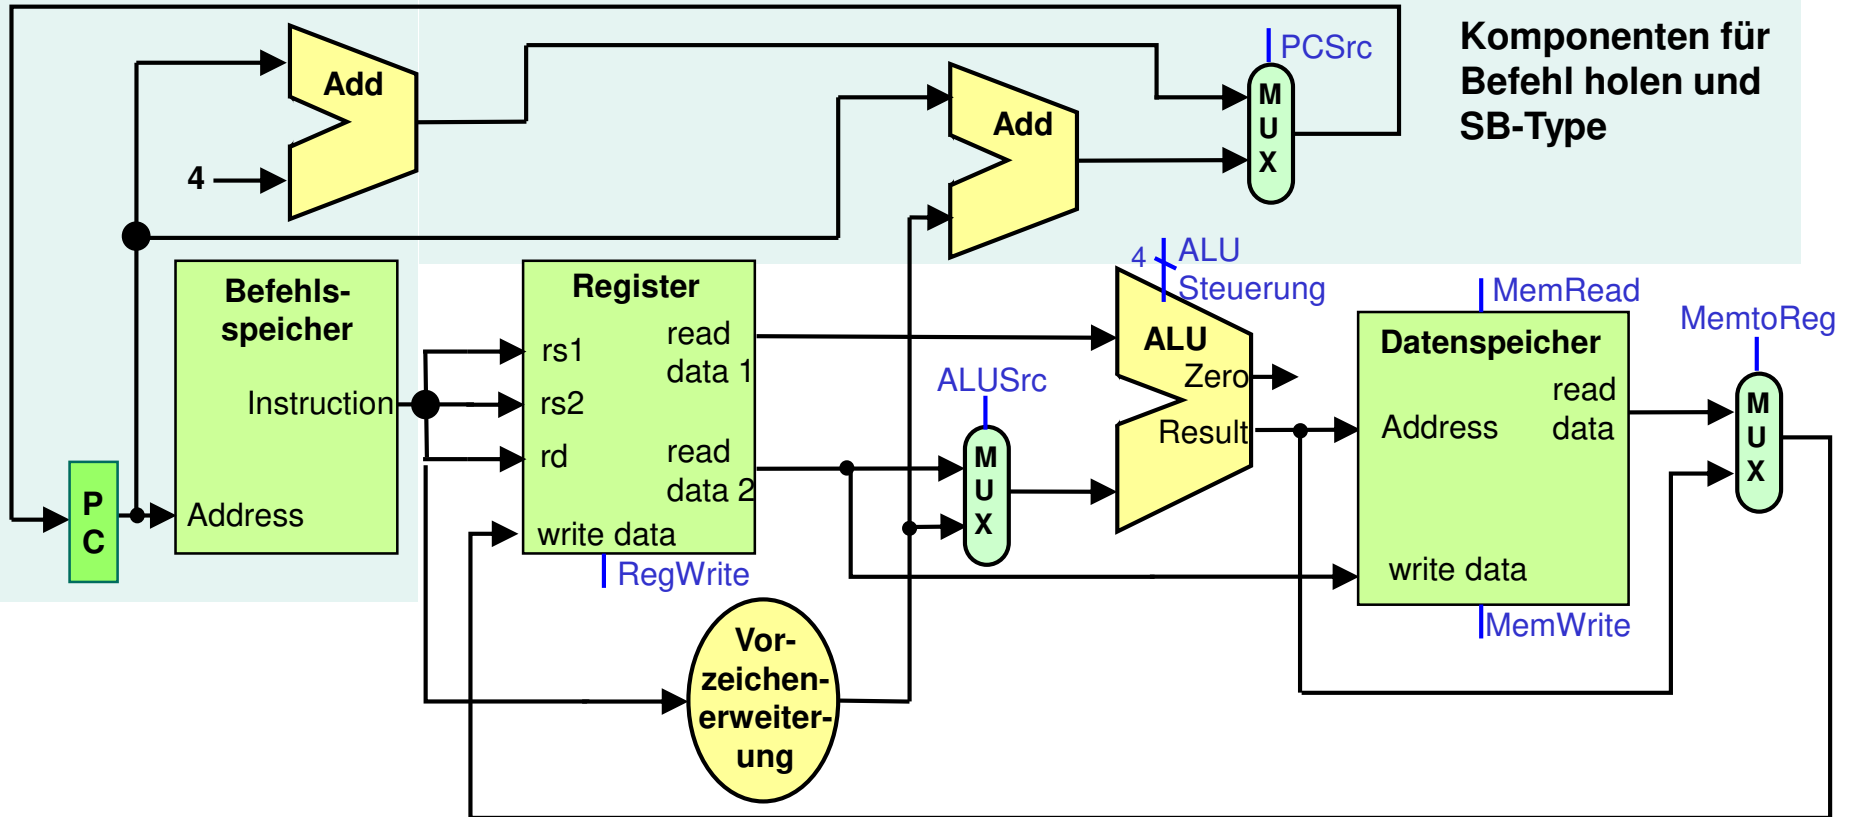 Komponenten für
Befehl holen und
SB-Type
PCSrc
M
U
X
Add
4
Add
Befehls-
speicher
Instruction
Address
P
C
Register
rs1
rs2
rd
write data
read
data 1
read
data 2
RegWrite
Vor-
zeichen-
erweiter-
ung
ALUSrc
M
U
X
4
ALU
Steuerung
ALU
Zero
Result
MemRead
Datenspeicher
read
data
Address
write data
MemWrite
MemtoReg
M
U
X